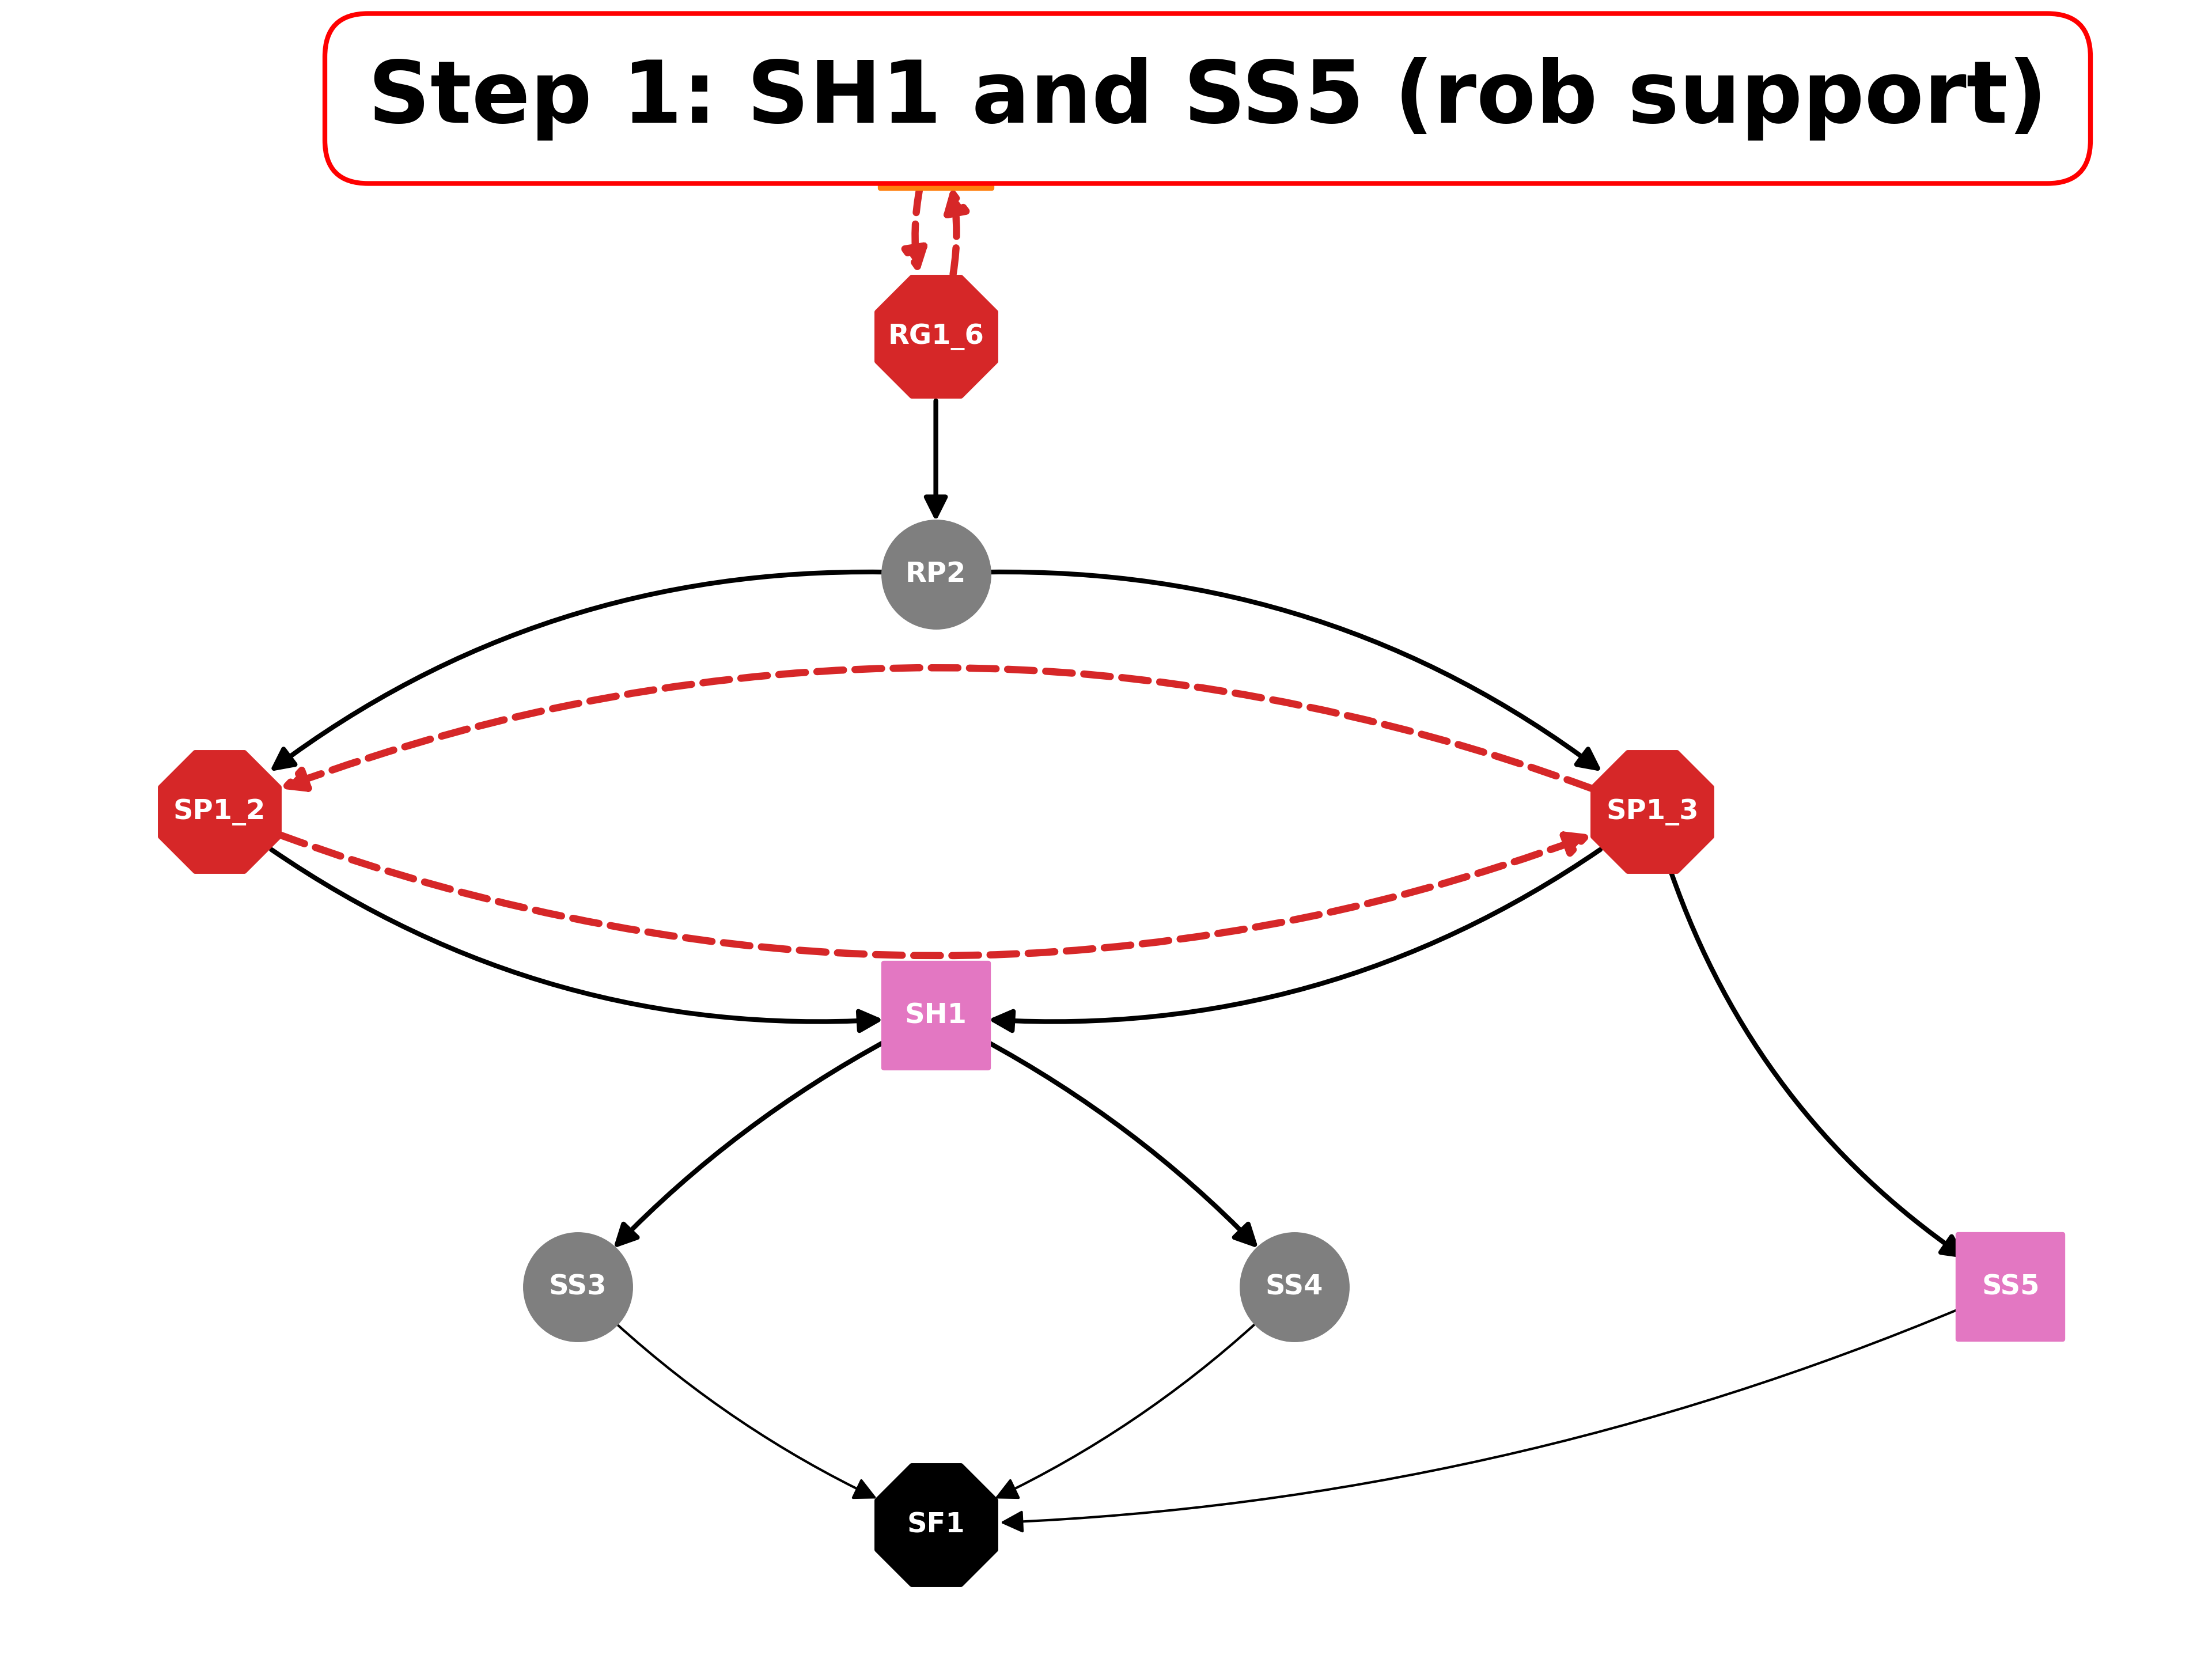 Step 1: SH1 and SS5 (rob support)
RG1_6
RP2
SP1_2
SP1_3
SH1
SS3
SS4
SS5
SF1